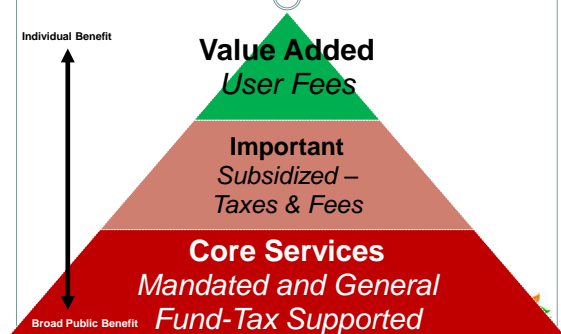 Individual Benefit
Value Added
User Fees
Important
Subsidized –
Taxes & Fees
Core Services
Mandated and General
Broad Public Benefit
Fund-Tax Supported